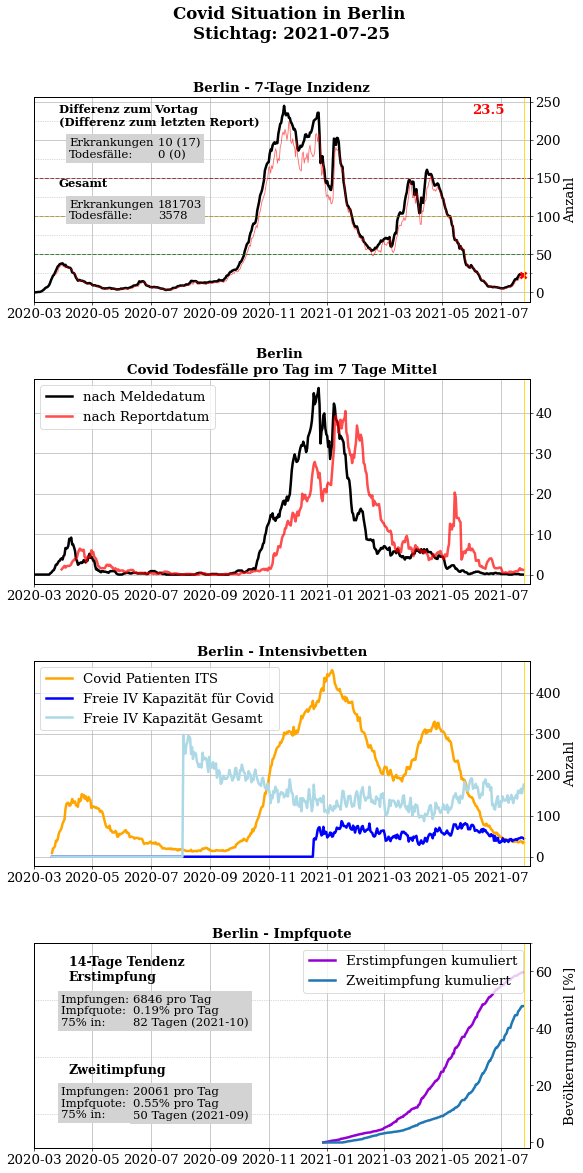 Covid Situation in Berlin
Stichtag: 2021-07-25
Berlin - 7-Tage Inzidenz
Differenz zum Vortag
(Differenz zum letzten Report)
Erkrankungen 10 (17)
Todesfälle: 0 (0)
Gesamt
Erkrankungen 181703
Todesfälle: 3578
23.5
250
200
150
100
50
0
Anzahl
2020-03 2020-05 2020-07 2020-09 2020-11 2021-01 2021-03 2021-05 2021-07
Berlin
Covid Todesfälle pro Tag im 7 Tage Mittel
nach Meldedatum
nach Reportdatum
40
30
20
10
0
2020-03 2020-05 2020-07 2020-09 2020-11 2021-01 2021-03 2021-05 2021-07
Berlin - Intensivbetten
Covid Patienten ITS
Freie IV Kapazität für Covid
Freie IV Kapazität Gesamt
400
300
200
100
0
Anzahl
2020-03 2020-05 2020-07 2020-09 2020-11 2021-01 2021-03 2021-05 2021-07
Berlin - Impfquote
14-Tage Tendenz
Erstimpfung
Impfungen: 6846 pro Tag
Impfquote: 0.19% pro Tag
75% in: 82 Tagen (2021-10)
Zweitimpfung
Impfungen: 20061 pro Tag
Impfquote: 0.55% pro Tag
75% in: 50 Tagen (2021-09)
Erstimpfungen kumuliert
Zweitimpfung kumuliert
60
40
20
0
Bevölkerungsanteil [%]
2020-03 2020-05 2020-07 2020-09 2020-11 2021-01 2021-03 2021-05 2021-07